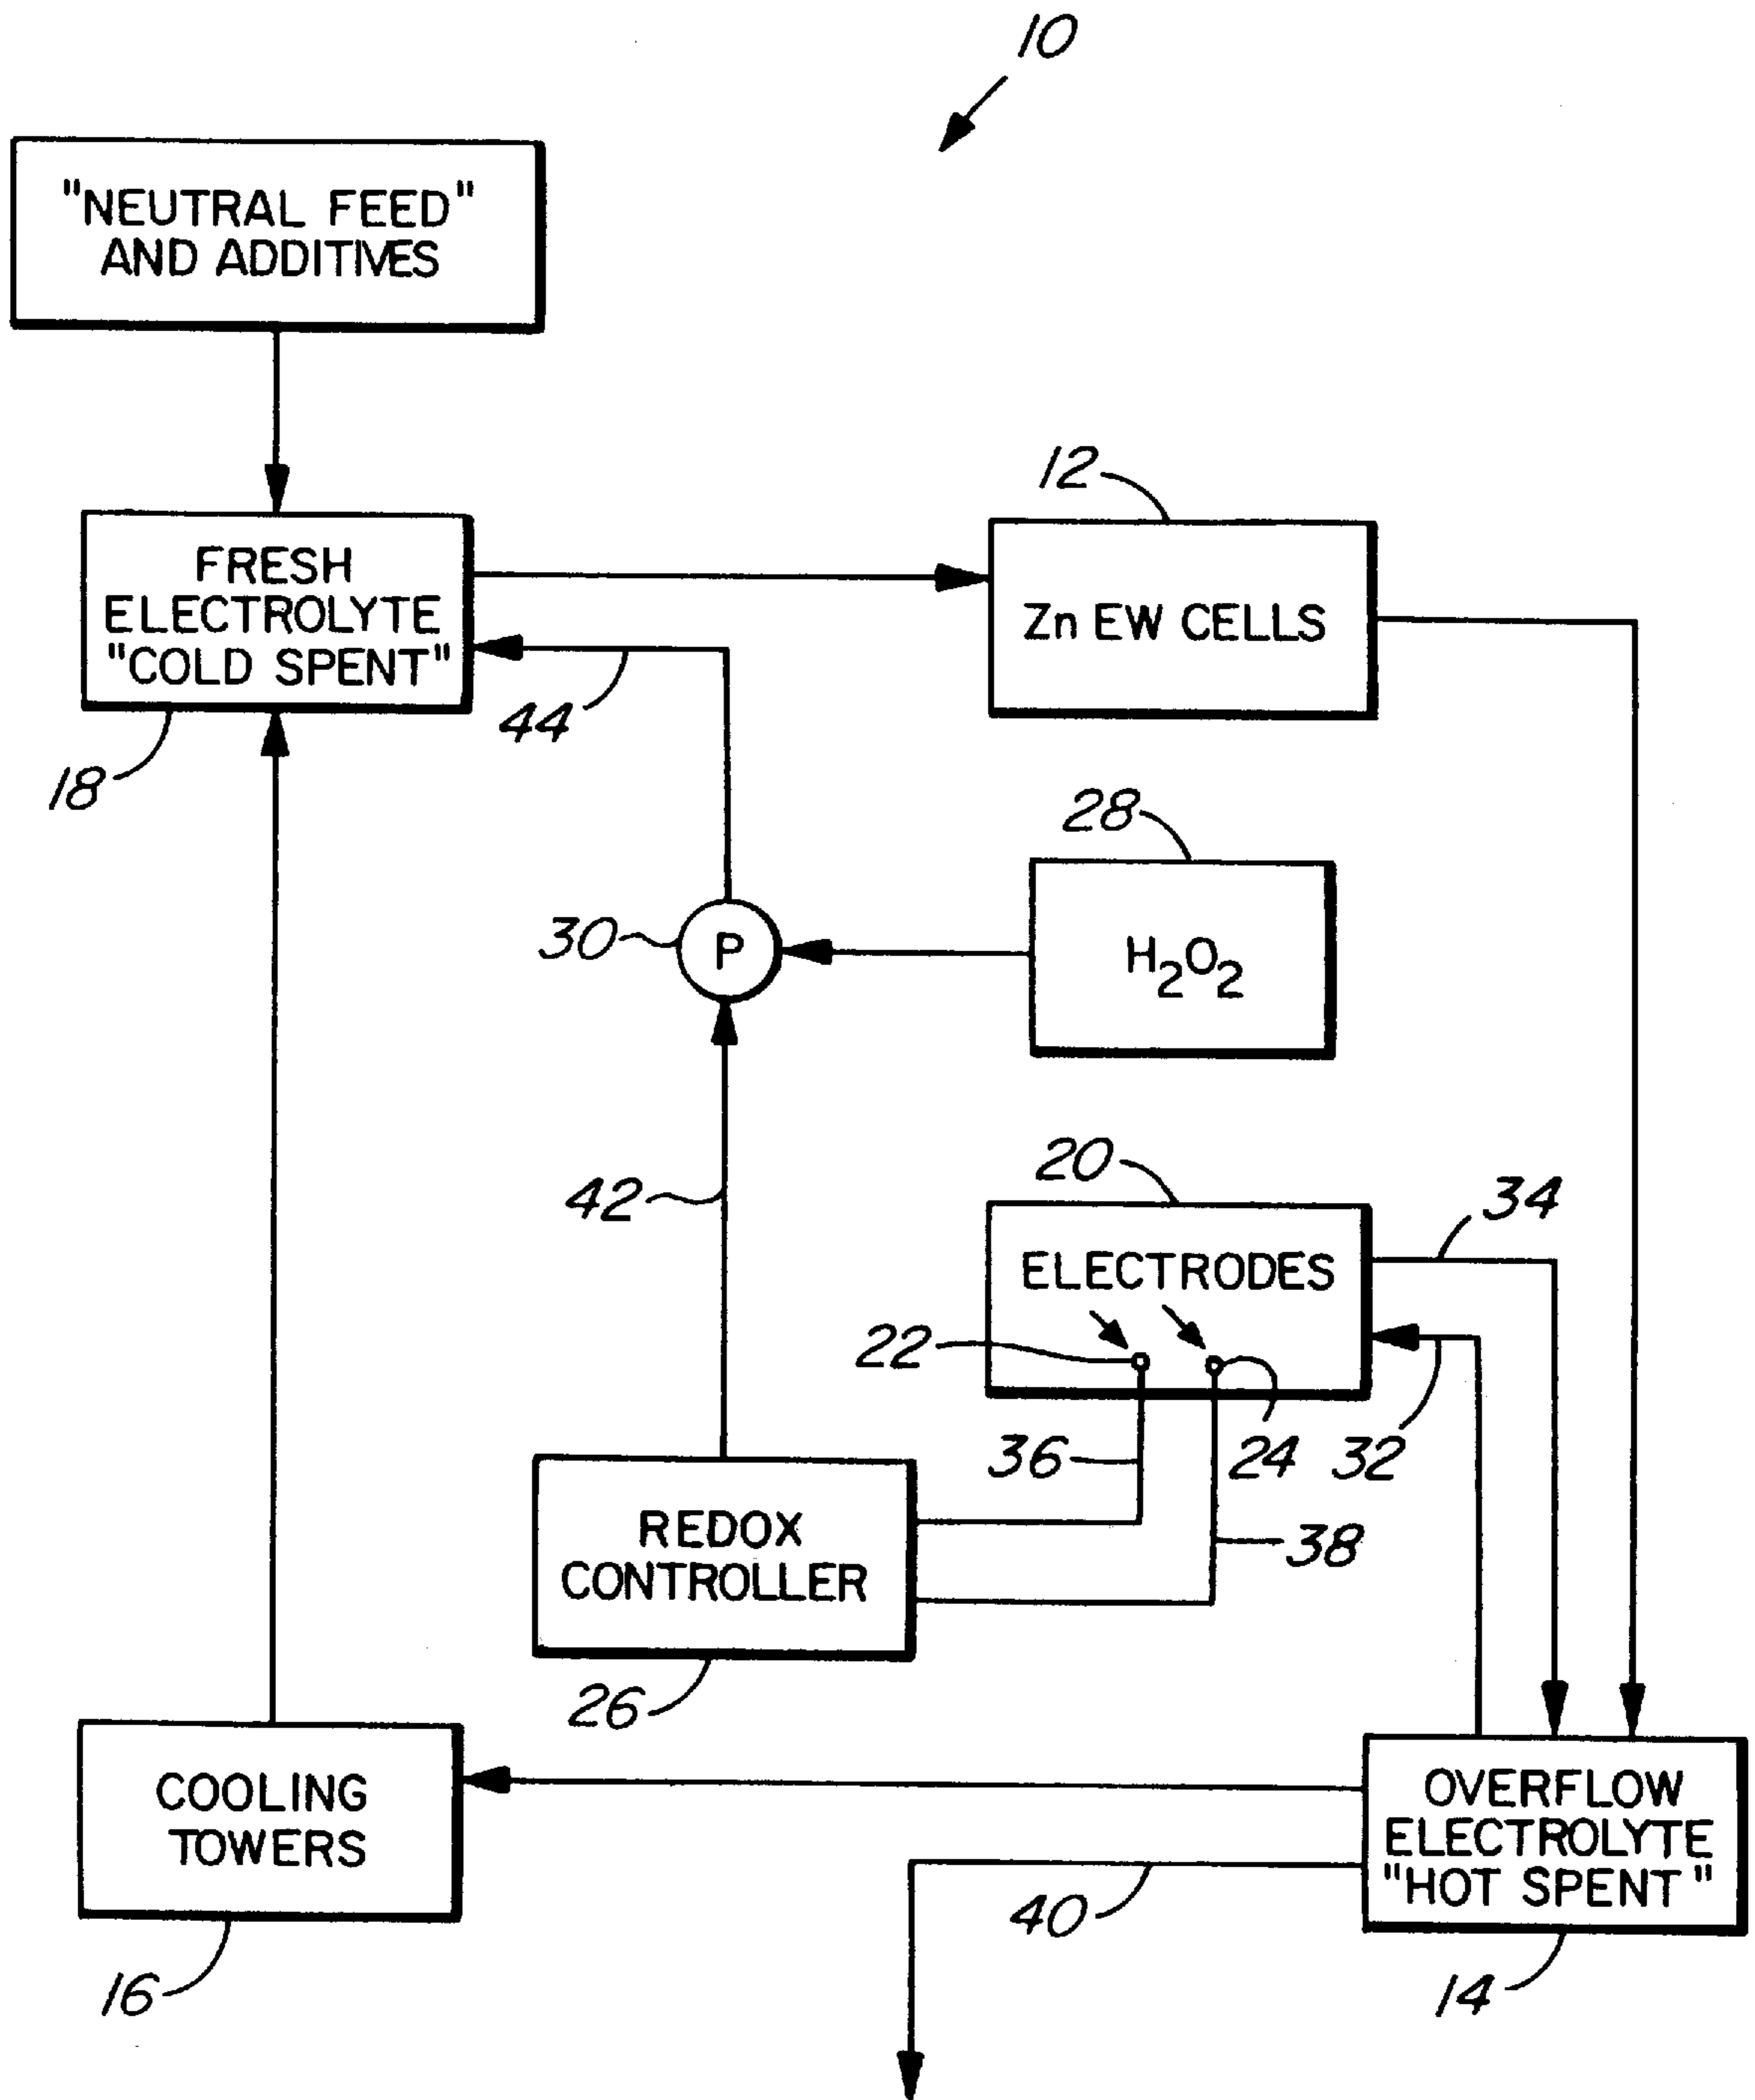 10
"NEUTRAL FEED"
AND ADDITIVES
12
FRESH
ELECTROLYTE
"COLD SPENT"
Zn EW CELLS
44
18
28
30
P
H2O2
20
34
42
ELECTRODES
22
36
24
32
REDOX
CONTROLLER
38
26
COOLING
TOWERS
OVERFLOW
ELECTROLYTE
"HOT SPENT"
40
16
14